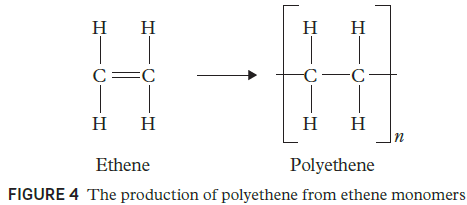 H H H H
C C C C
H H H H
n
Ethene Polyethene
FIGURE 4 The production of polyethene from ethene monomers